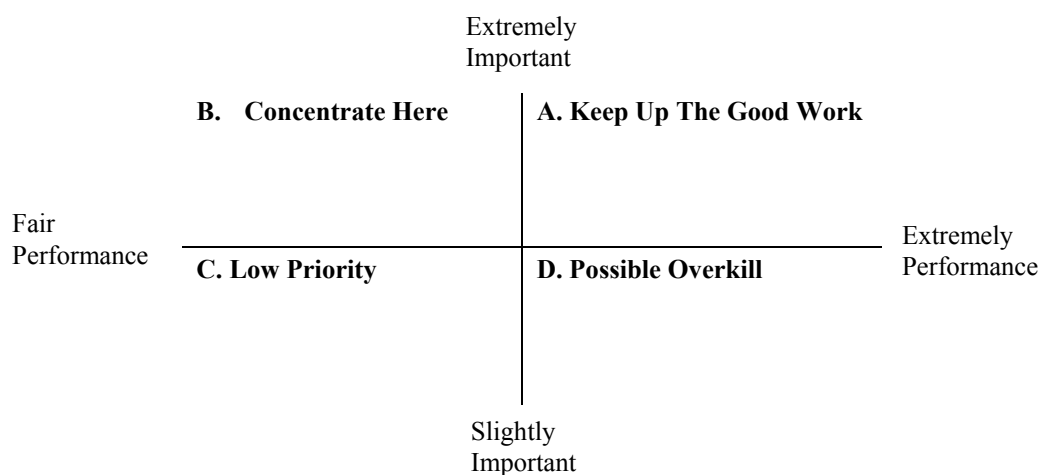 Extremely
Important
B. Concentrate Here
A. Keep Up The Good Work
Fair
Performance
Extremely
Performance
C. Low Priority
D. Possible Overkill
Slightly
Important